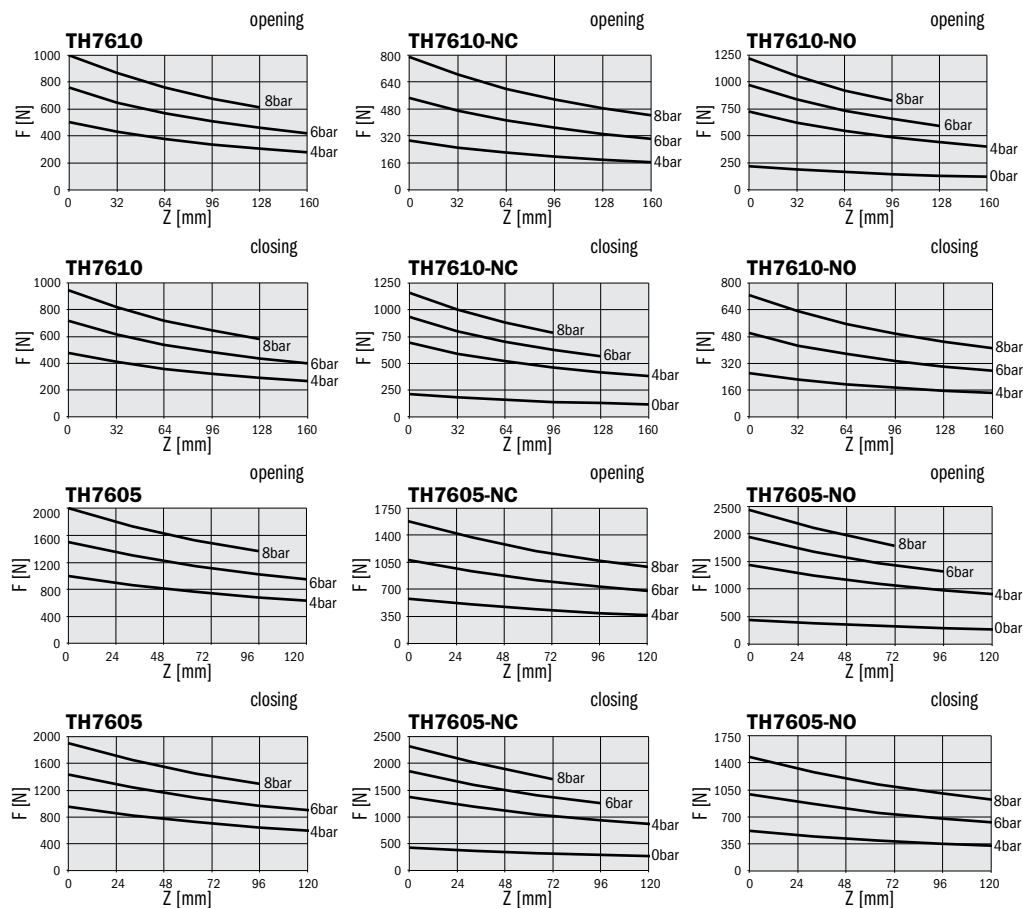 opening
TH7610
F [N]
1000
800
600
400
200
0
8bar
6bar
4bar
0 32 64 96 128 160
Z [mm]
opening
TH7610-NC
F [N]
800
640
480
320
160
0
8bar
6bar
4bar
0 32 64 96 128 160
Z [mm]
opening
TH7610-NO
F [N]
1250
1000
750
500
250
0
8bar
6bar
4bar
0bar
0 32 64 96 128 160
Z [mm]
closing
TH7610
F [N]
1000
800
600
400
200
0
8bar
6bar
4bar
0 32 64 96 128 160
Z [mm]
closing
TH7610-NC
F [N]
1250
1000
750
500
250
0
8bar
6bar
4bar
0bar
0 32 64 96 128 160
Z [mm]
closing
TH7610-NO
F [N]
800
640
480
320
160
0
8bar
6bar
4bar
0 32 64 96 128 160
Z [mm]
opening
TH7605
F [N]
2000
1600
1200
800
400
0
8bar
6bar
4bar
0 24 48 72 96 120
Z [mm]
opening
TH7605-NC
F [N]
1750
1400
1050
700
350
0
8bar
6bar
4bar
0 24 48 72 96 120
Z [mm]
opening
TH7605-NO
F [N]
2500
2000
1500
1000
500
0
8bar
6bar
4bar
0bar
0 24 48 72 96 120
Z [mm]
closing
TH7605
F [N]
2000
1600
1200
800
400
0
8bar
6bar
4bar
0 24 48 72 96 120
Z [mm]
closing
TH7605-NC
F [N]
2500
2000
1500
1000
500
0
8bar
6bar
4bar
0bar
0 24 48 72 96 120
Z [mm]
closing
TH7605-NO
F [N]
1750
1400
1050
700
350
0
8bar
6bar
4bar
0 24 48 72 96 120
Z [mm]